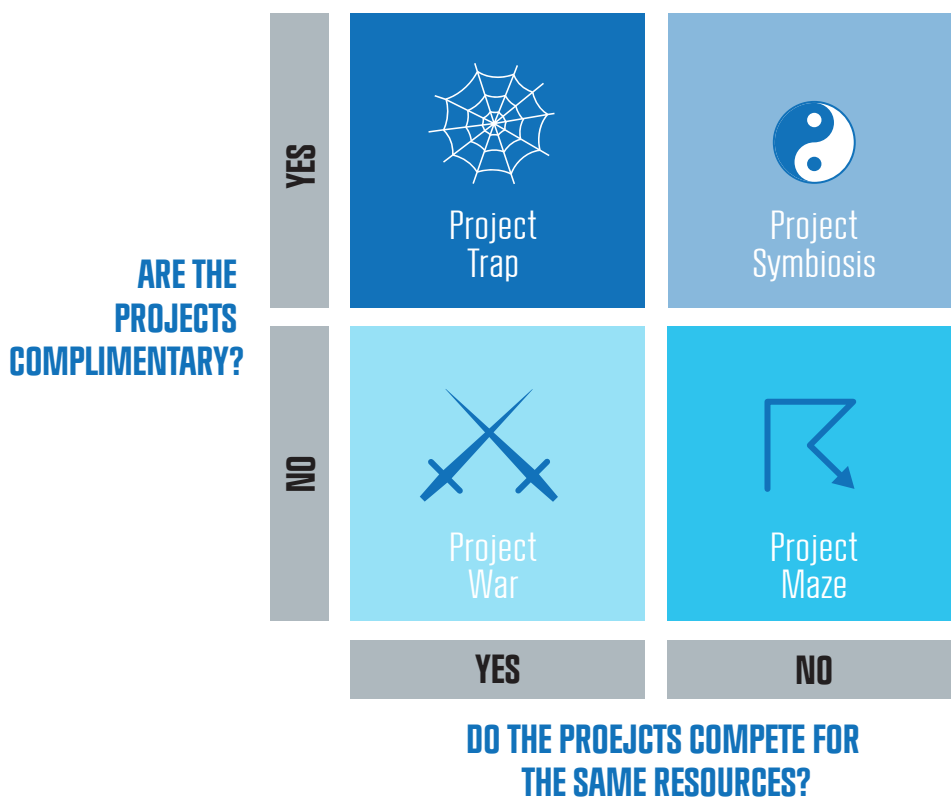 YES
Project
Trap
Project
Symbiosis
ARE THE
PROJECTS
COMPLIMENTARY?
NO
Project
War
Project
Maze
YES
NO
DO THE PROEJCTS COMPETE FOR
THE SAME RESOURCES?